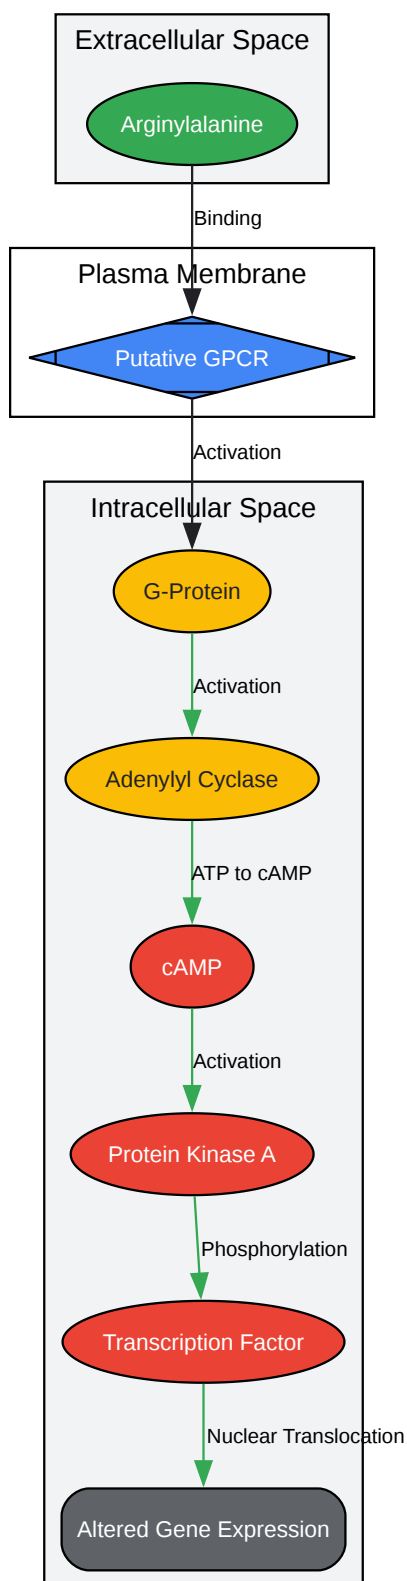 Extracellular Space
Arginylalanine
Binding
Plasma Membrane
Putative GPCR
Activation
Intracellular Space
G-Protein
Activation
Adenylyl Cyclase
ATP to cAMP
cAMP
Activation
Protein Kinase A
Phosphorylation
Transcription Factor
Nuclear Translocation
Altered Gene Expression